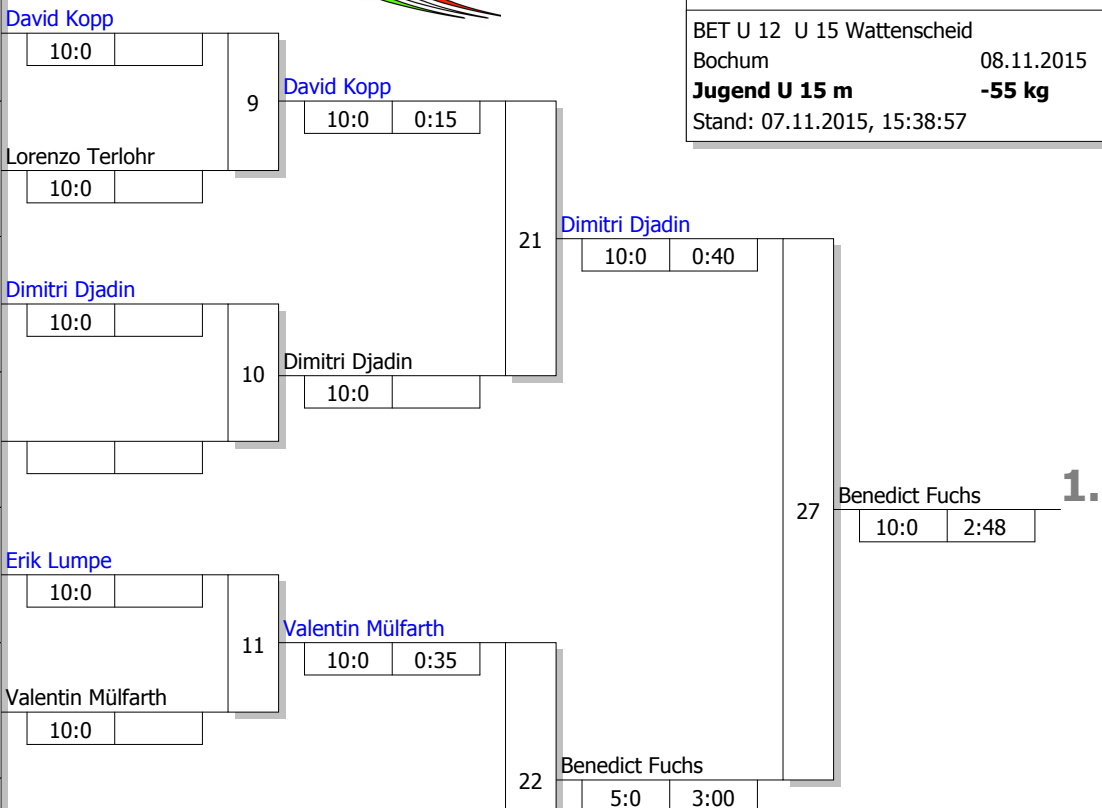 David Kopp
10:0
9
David Kopp
10:0 0:15
Lorenzo Terlohr
10:0
BET U 12 U 15 Wattenscheid
Bochum 08.11.2015
Jugend U 15 m -55 kg
Stand: 07.11.2015, 15:38:57
21
Dimitri Djadin
10:0 0:40
Dimitri Djadin
10:0
10
Dimitri Djadin
10:0
27
Benedict Fuchs 1.
10:0 2:48
Erik Lumpe
10:0
11
Valentin Mülfarth
10:0 0:35
Valentin Mülfarth
10:0
22
Benedict Fuchs
5:0 3:00